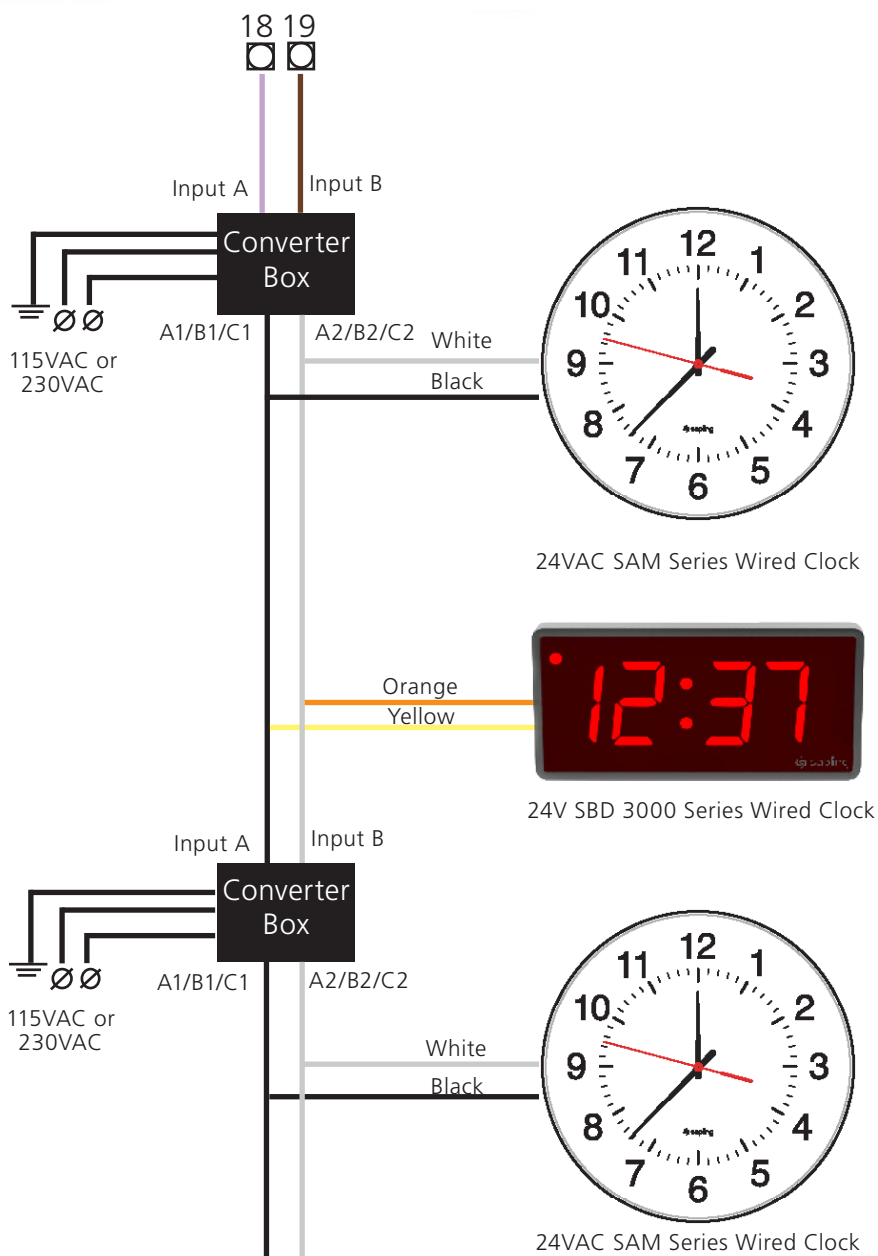 18 19
Input A
Input B
Converter
Box
115VAC or
230VAC
A1/B1/C1
A2/B2/C2
White
Black
12
1
2
3
4
5
6
7
8
9
10
11
sapling
24VAC SAM Series Wired Clock
Orange
Yellow
12:37
sapling
24V SBD 3000 Series Wired Clock
Input A
Input B
Converter
Box
115VAC or
230VAC
A1/B1/C1
A2/B2/C2
White
Black
12
1
2
3
4
5
6
7
8
9
10
11
sapling
24VAC SAM Series Wired Clock